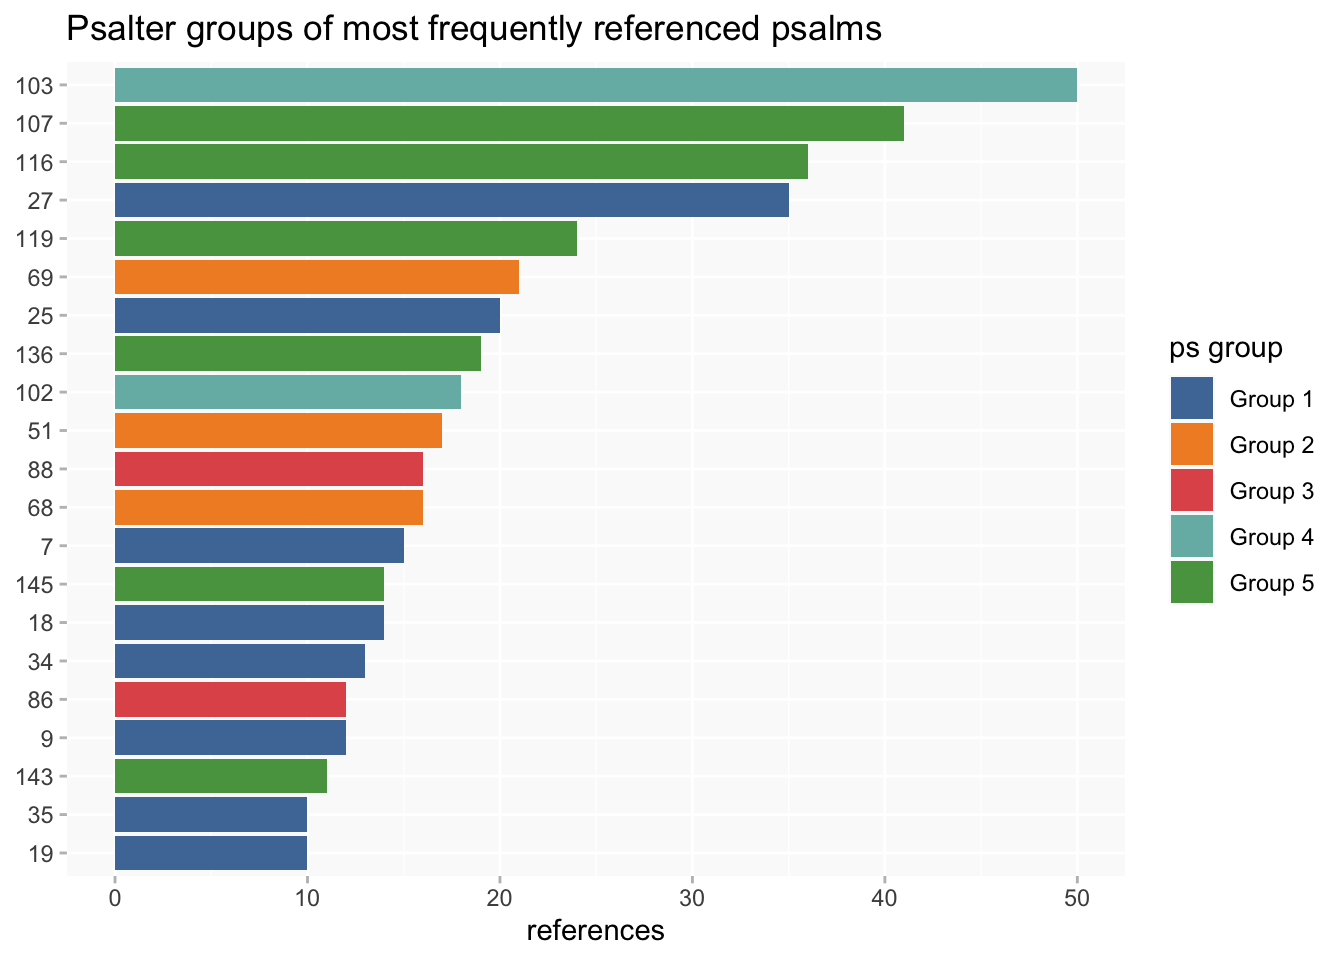 Psalter groups of most frequently referenced psalms
103
107
116
27
119
69
25
136
102
51
88
68
7
145
18
34
86
9
143
35
19
0 10 20 30 40 50
references
ps group
Group 1
Group 2
Group 3
Group 4
Group 5